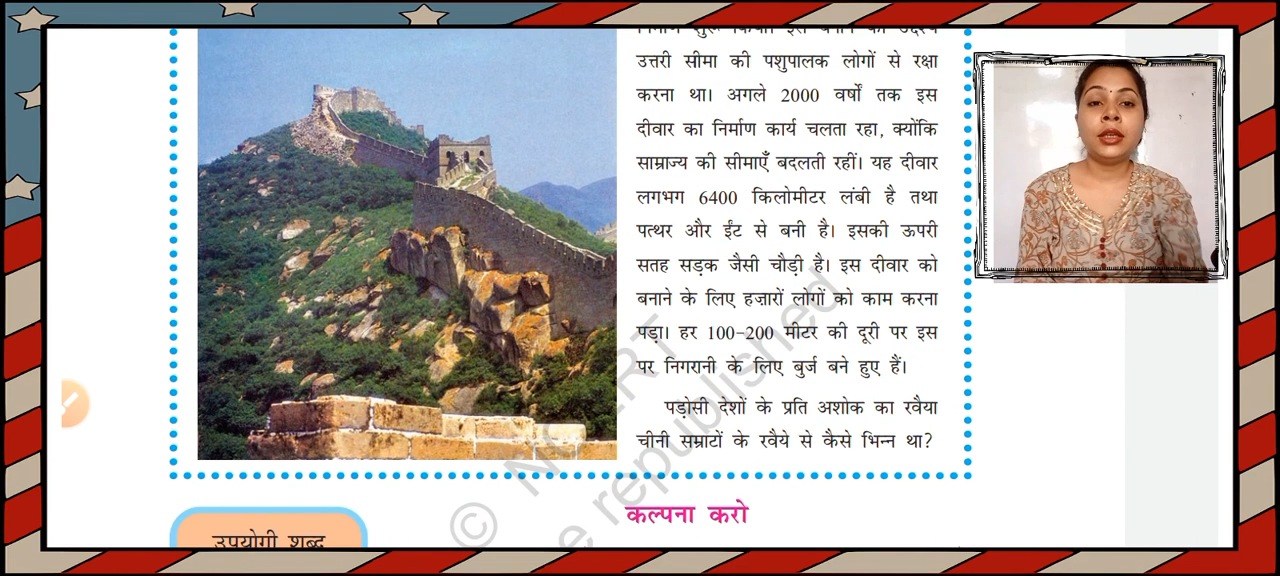 उत्तरी सीमा की पशुपालक लोगों से रक्षा
करना था। अगले 2000 वर्षों तक इस
दीवार का निर्माण कार्य चलता रहा, क्योंकि
साम्राज्य की सीमाएँ बदलती रहीं। यह दीवार
लगभग 6400 किलोमीटर लंबी है तथा
पत्थर और ईंट से बनी है। इसकी ऊपरी
सतह सड़क जैसी चौड़ी है। इस दीवार को
बनाने के लिए हज़ारों लोगों को काम करना
पड़ा। हर 100-200 मीटर की दूरी पर इस
पर निगरानी के लिए बुर्ज बने हुए हैं।
पड़ोसी देशों के प्रति अशोक का रवैया
चीनी सम्राटों के रवैये से कैसे भिन्न था?
कल्पना करो
उपयोगी शब्द
©
republished